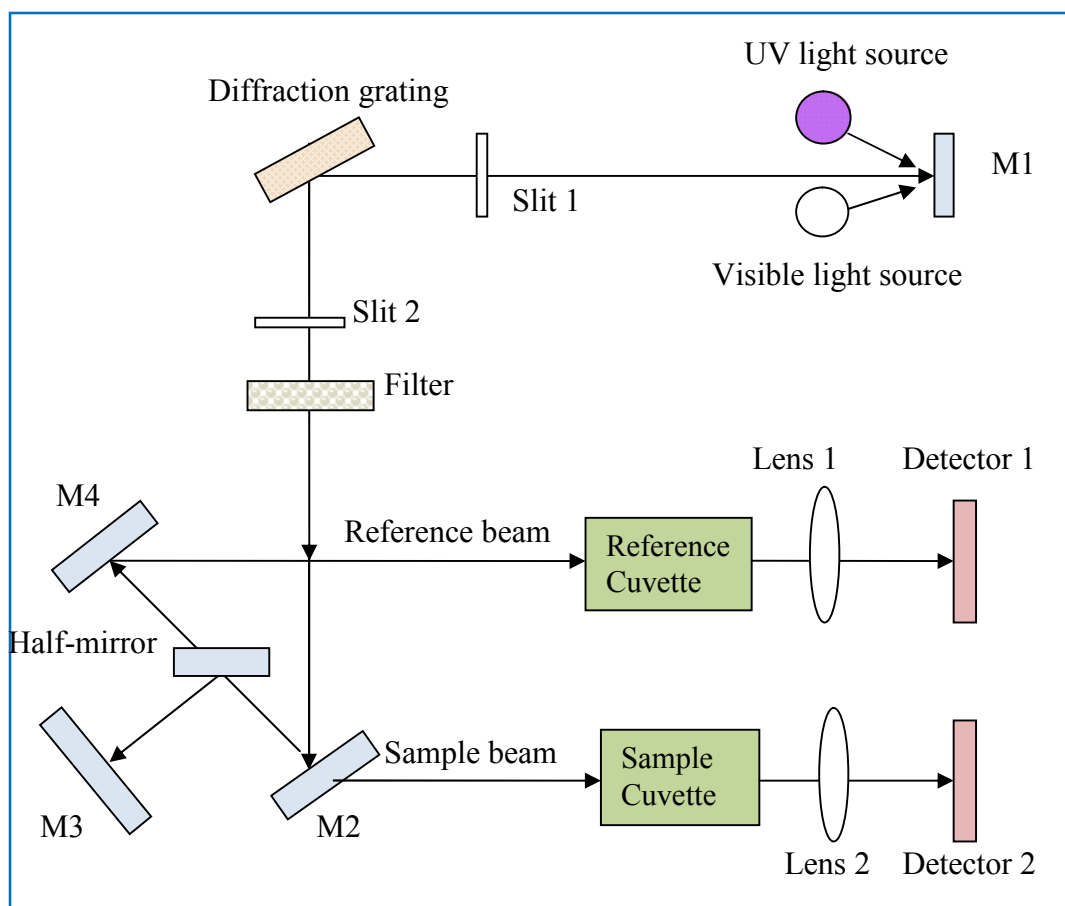 UV light source
Diffraction grating
M1
Slit 1
Visible light source
Slit 2
Filter
Lens 1
Detector 1
M4
Reference beam
Reference
Cuvette
Half-mirror
Sample beam
Sample
Cuvette
M3
M2
Lens 2
Detector 2